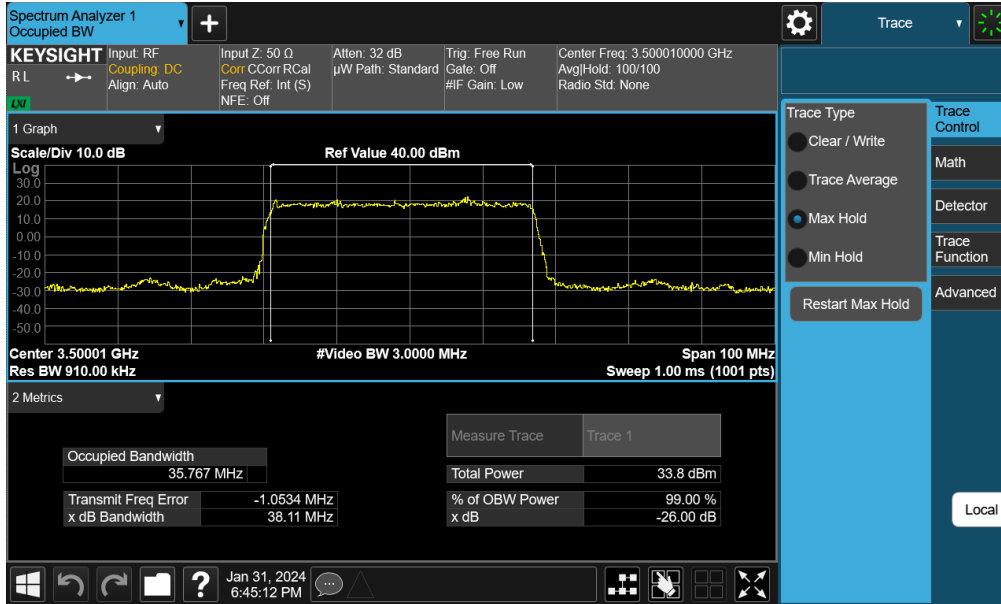 Spectrum Analyzer 1
Occupied BW
+
Trace
KEYSIGHT
RL
LXI
Input: RF
Coupling: DC
Align: Auto
Input Z: 50 Ω
Corr CCorr RCal
Freq Ref: Int (S)
NFE: Off
Atten: 32 dB
µW Path: Standard
Trig: Free Run
Gate: Off
#IF Gain: Low
Center Freq: 3.500010000 GHz
Avg|Hold: 100/100
Radio Std: None
1 Graph
Scale/Div 10.0 dB
Ref Value 40.00 dBm
Log
30.0
20.0
10.0
0.00
-10.0
-20.0
-30.0
-40.0
-50.0
Center 3.50001 GHz
#Video BW 3.0000 MHz
Span 100 MHz
Res BW 910.00 kHz
Sweep 1.00 ms (1001 pts)
2 Metrics
Measure Trace
Trace 1
Occupied Bandwidth
35.767 MHz
Total Power
33.8 dBm
Transmit Freq Error
-1.0534 MHz
% of OBW Power
99.00 %
x dB Bandwidth
38.11 MHz
x dB
-26.00 dB
Trace Type
Clear / Write
Trace Average
Max Hold
Min Hold
Restart Max Hold
Trace
Control
Math
Detector
Trace
Function
Advanced
Local
?
Jan 31, 2024
6:45:12 PM